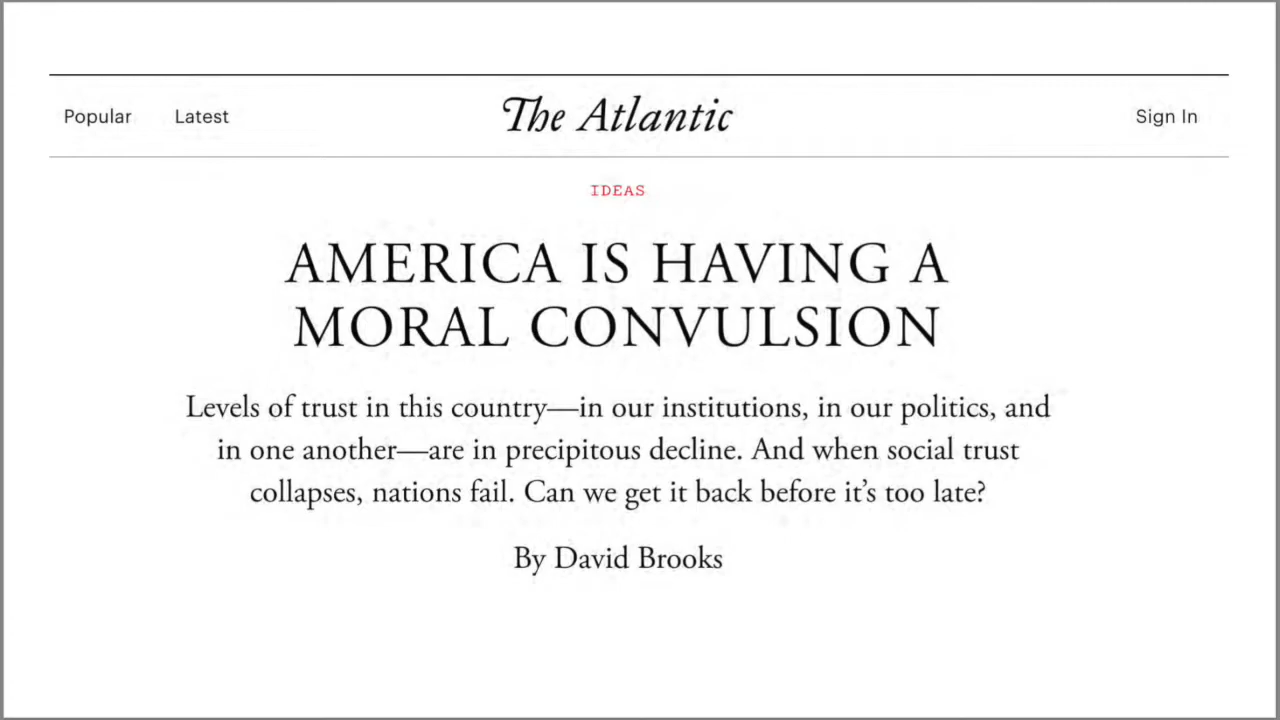 Popular Latest The Atlantic Sign In
IDEAS
AMERICA IS HAVING A
MORAL CONVULSION
Levels of trust in this country—in our institutions, in our politics, and
in one another—are in precipitous decline. And when social trust
collapses, nations fail. Can we get it back before it’s too late?
By David Brooks